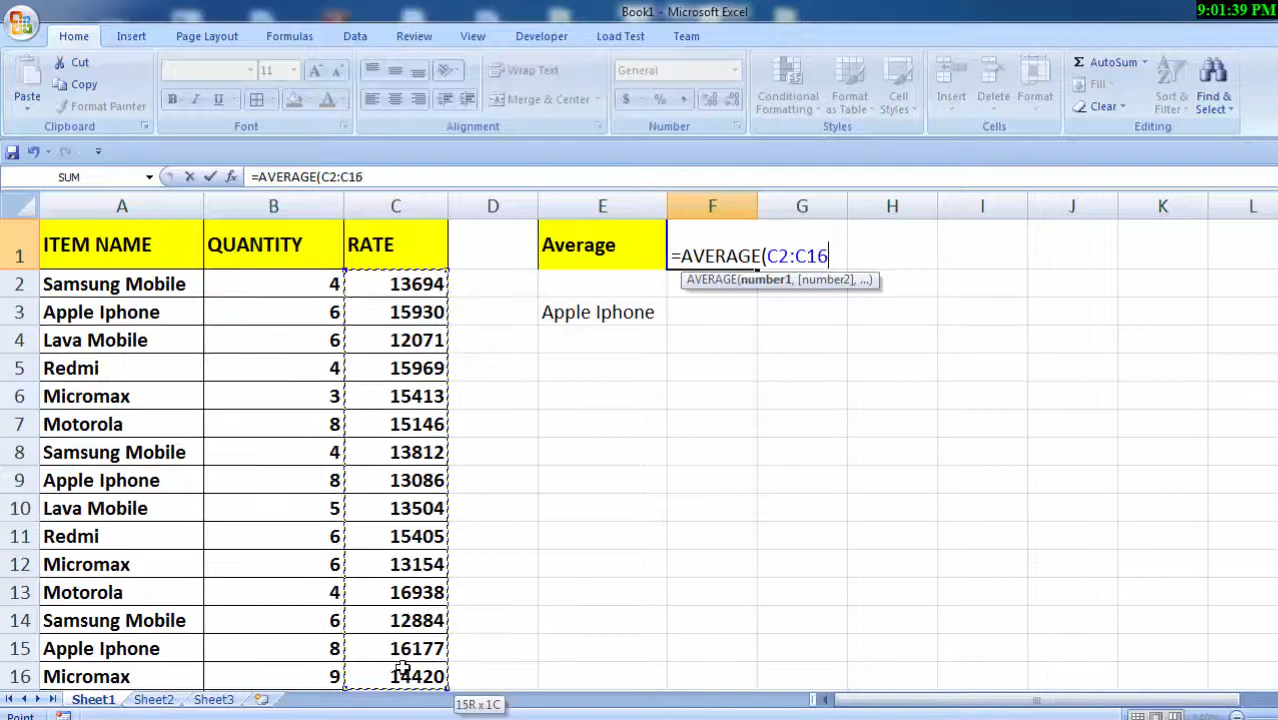 Book1 - Microsoft Excel
9:01:39 PM
Home Insert Page Layout Formulas Data Review View Developer Load Test Team
Paste
Cut
Copy
Format Painter
Clipboard
11
B I U
Font
Wrap Text
Merge & Center
Alignment
General
$ % ,
Number
Conditional Formatting
Format as Table
Cell Styles
Styles
Insert
Delete
Format
Cells
AutoSum
Fill
Clear
Sort & Filter
Find & Select
Editing
SUM =AVERAGE(C2:C16
A B C D E F G H I J K L
1 ITEM NAME QUANTITY RATE Average =AVERAGE(C2:C16
AVERAGE(number1, [number2], ...)
2 Samsung Mobile 4 13694
3 Apple Iphone 6 15930 Apple Iphone
4 Lava Mobile 6 12071
5 Redmi 4 15969
6 Micromax 3 15413
7 Motorola 8 15146
8 Samsung Mobile 4 13812
9 Apple Iphone 8 13086
10 Lava Mobile 5 13504
11 Redmi 6 15405
12 Micromax 6 13154
13 Motorola 4 16938
14 Samsung Mobile 6 12884
15 Apple Iphone 8 16177
16 Micromax 9 14420
Sheet1 Sheet2 Sheet3
15R x 1C
Point